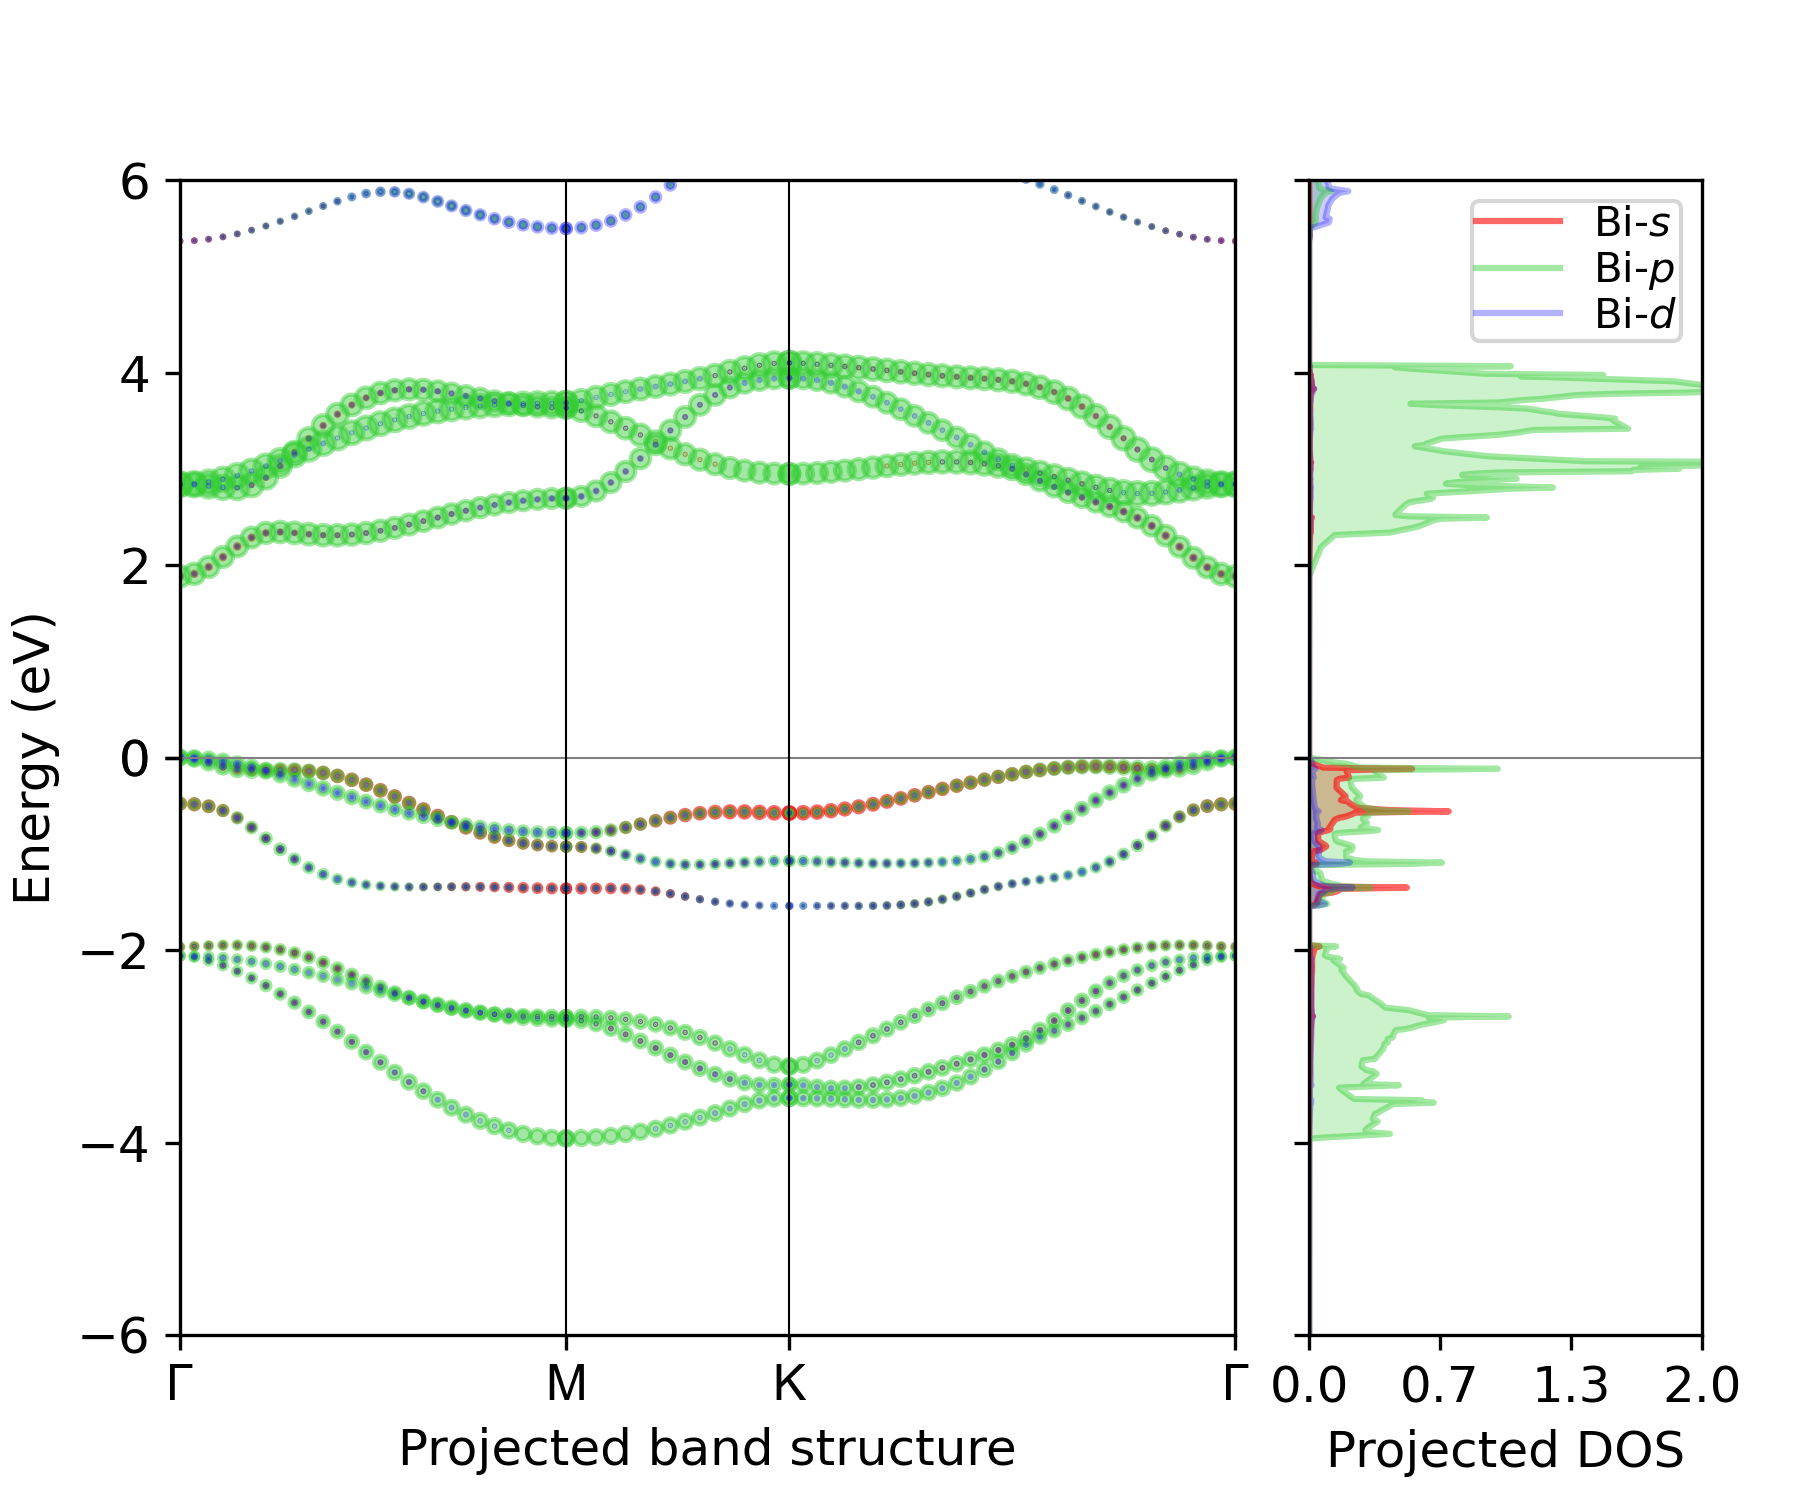 6
4
2
0
−2
−4
−6
Energy (eV)
Γ M K Γ
Projected band structure
Bi-s
Bi-p
Bi-d
0.0 0.7 1.3 2.0
Projected DOS